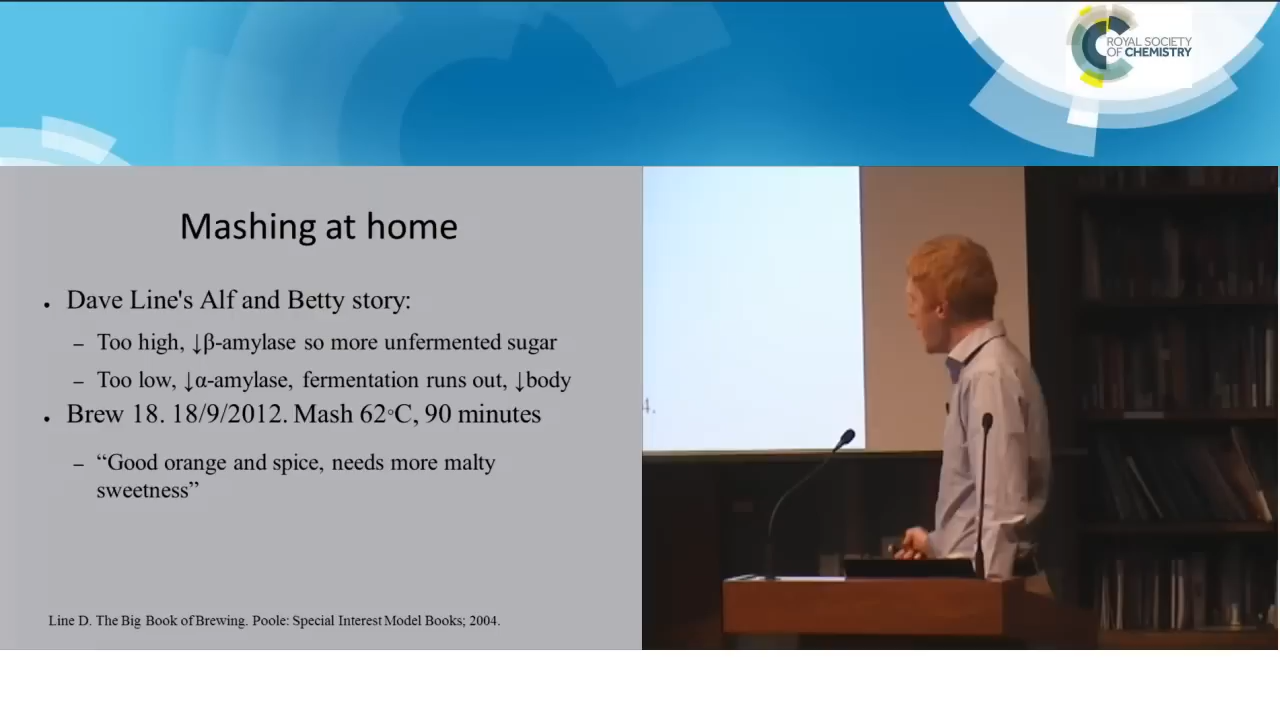 ROYAL SOCIETY
OF CHEMISTRY
Mashing at home
• Dave Line's Alf and Betty story:
– Too high, ↓β-amylase so more unfermented sugar
– Too low, ↓α-amylase, fermentation runs out, ↓body
• Brew 18. 18/9/2012. Mash 62°C, 90 minutes
– “Good orange and spice, needs more malty
sweetness”
Line D. The Big Book of Brewing. Poole: Special Interest Model Books; 2004.
4.